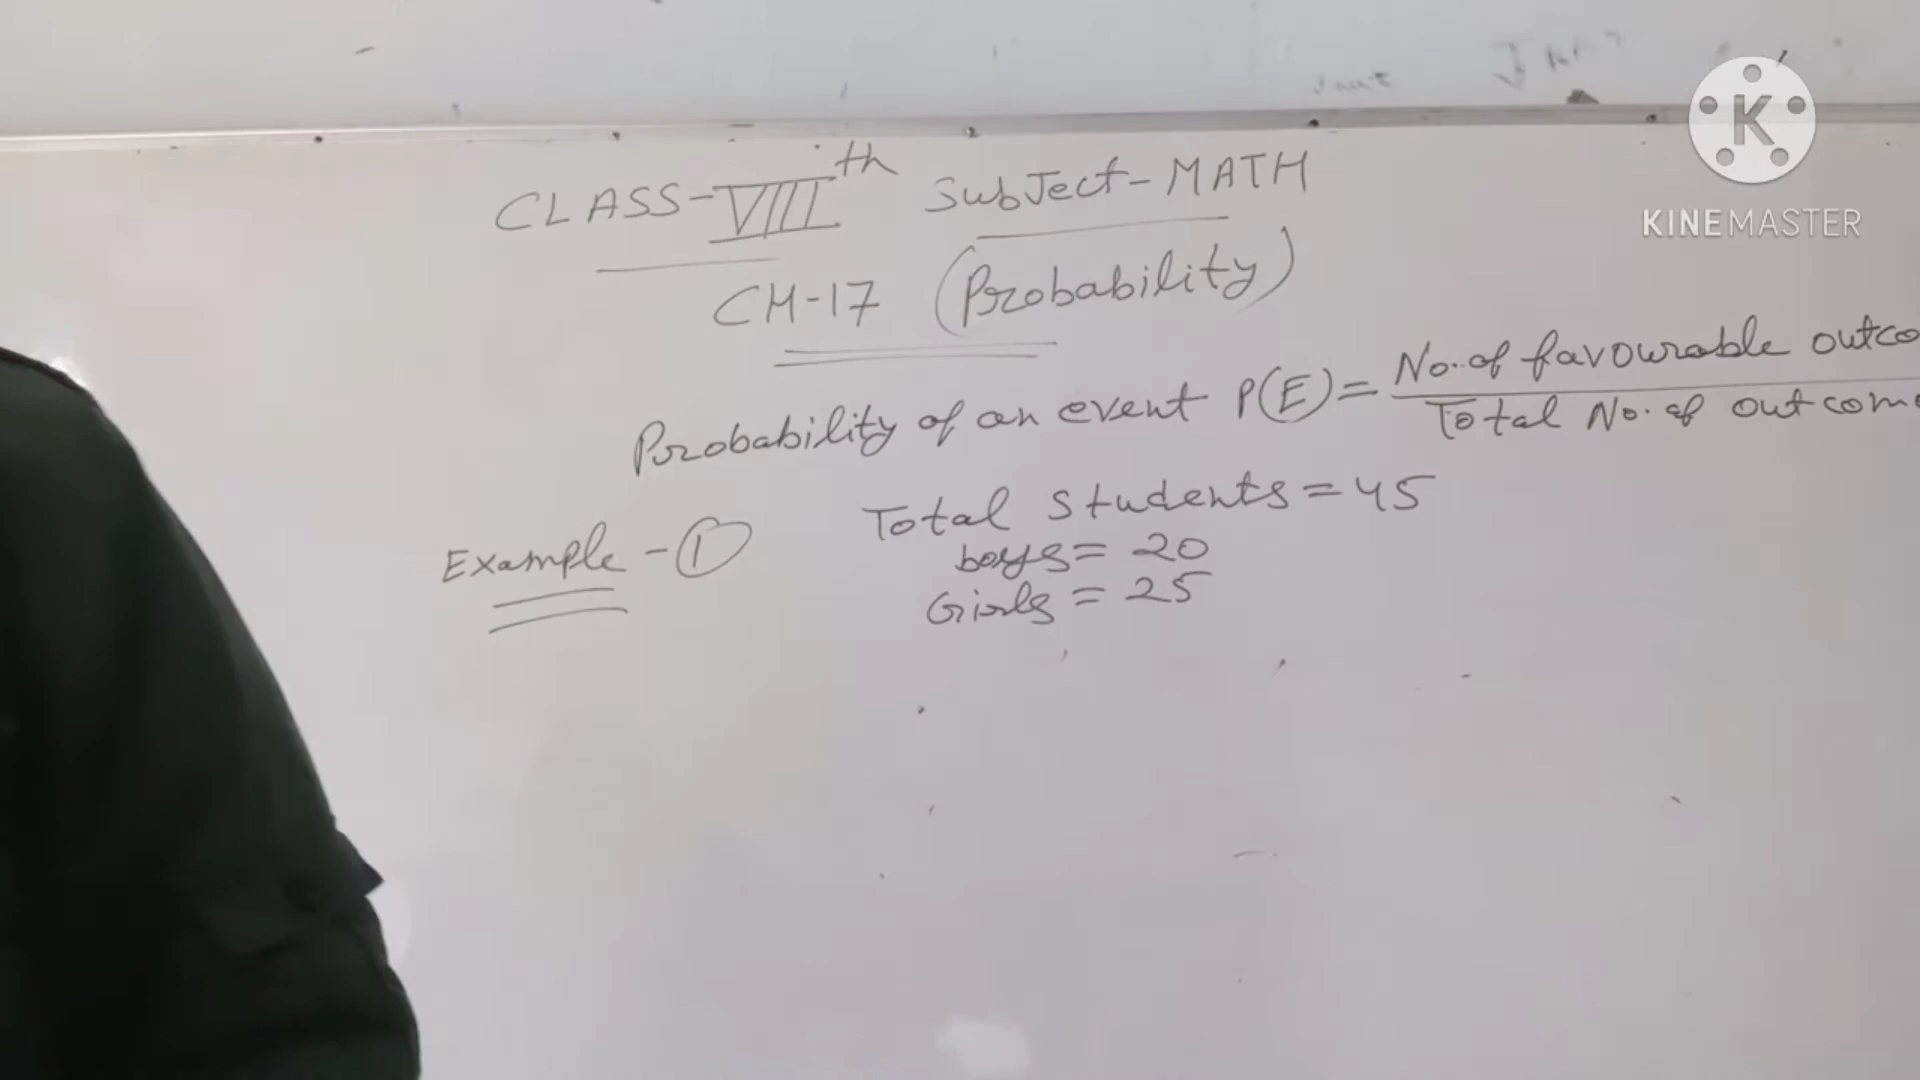 CLASS-VIIIth SubJect-MATH
CH-17 (Probability)
Probability of an event P(E)= No. of favourable outco
Total No. of outcom
Example-① Total students=45
boys=20
Girls=25
K
KINEMASTER